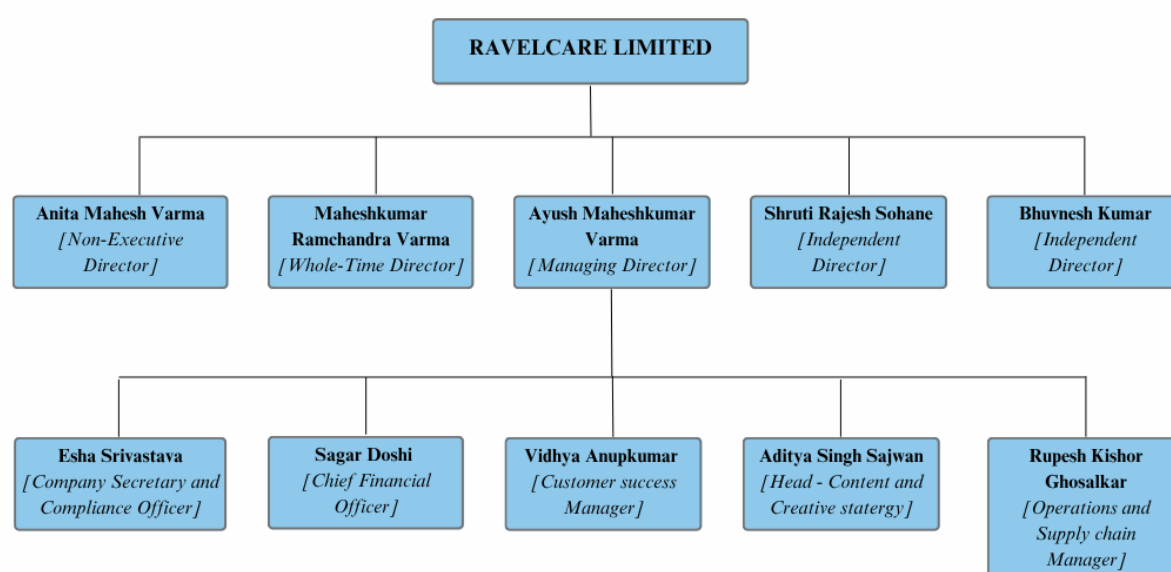 RAVELCARE LIMITED
Anita Mahesh Varma
[Non-Executive
Director]
Maheshkumar
Ramchandra Varma
[Whole-Time Director]
Ayush Maheshkumar
Varma
[Managing Director]
Shruti Rajesh Sohane
[Independent
Director]
Bhuvnesh Kumar
[Independent
Director]
Esha Srivastava
[Company Secretary and
Compliance Officer]
Sagar Doshi
[Chief Financial
Officer]
Vidhya Anupkumar
[Customer success
Manager]
Aditya Singh Sajwan
[Head - Content and
Creative statergy]
Rupesh Kishor
Ghosalkar
[Operations and
Supply chain
Manager]